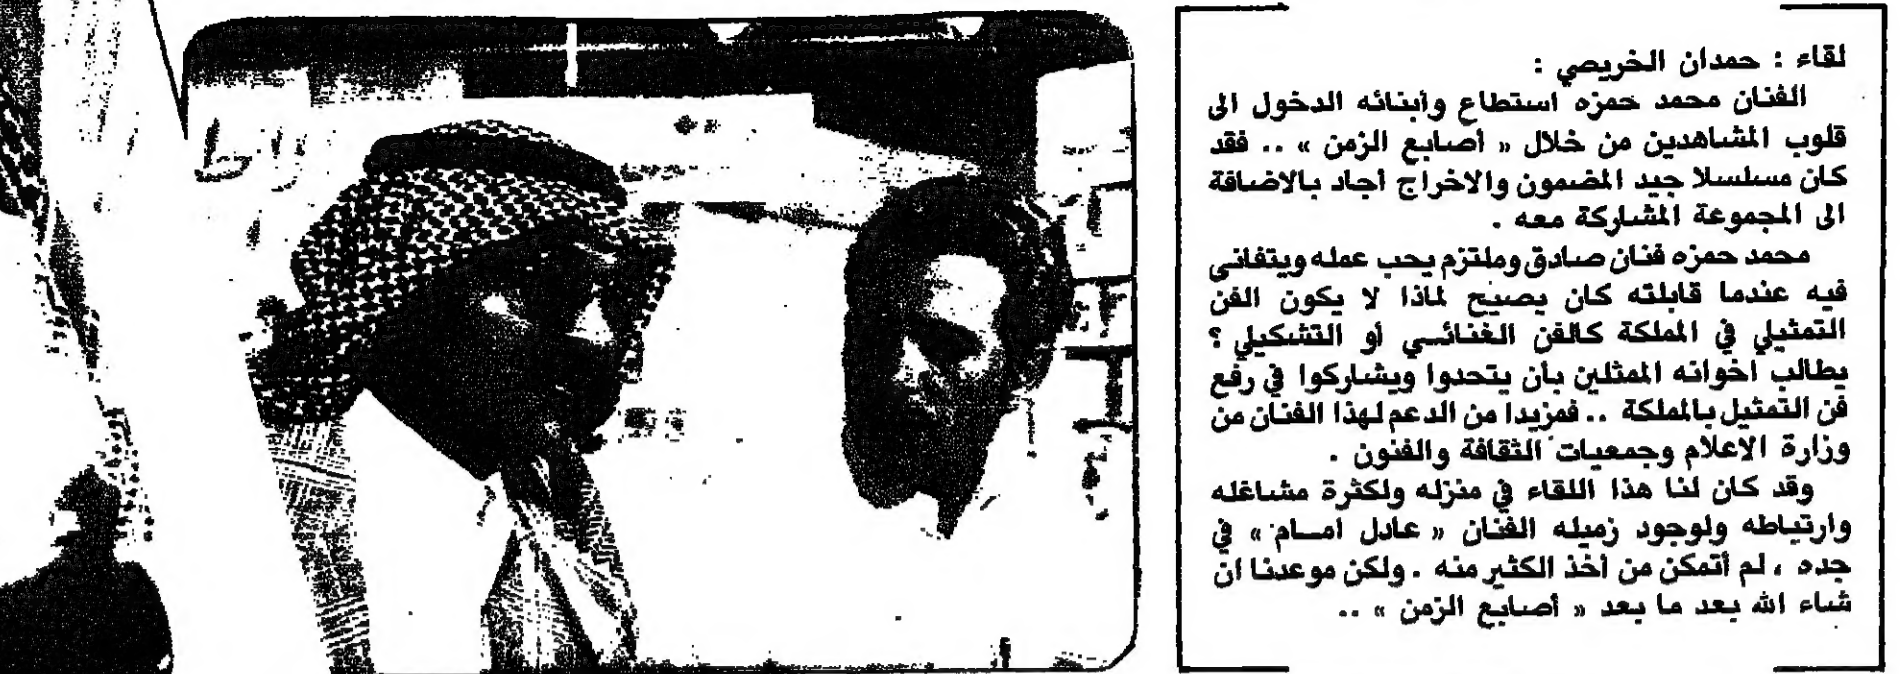 لقاء : حمدان الخريصي :
الفنان محمد حمزه استطاع وأبنائه الدخول الى
قلوب المشاهدين من خلال « أصابع الزمن » .. فقد
كان مسلسلا جيد المضمون والاخراج أجاد بالاضافة
الى المجموعة المشاركة معه .
محمد حمزه فنان صادق وملتزم يحب عمله ويتفانى
فيه عندما قابلته كان يصيح لماذا لا يكون الفن
التمثيلي في المملكة كالفن الغنائي أو التشكيلي ؟
يطالب اخوانه الممثلين بأن يتحدوا ويشاركوا في رفع
فن التمثيل بالمملكة .. فمزيدا من الدعم لهذا الفنان من
وزارة الاعلام وجمعيات الثقافة والفنون .
وقد كان لنا هذا اللقاء في منزله ولكثرة مشاغله
وارتباطه ولوجود زميله الفنان « عادل امام » في
جده ، لم أتمكن من أخذ الكثير منه . ولكن موعدنا ان
شاء الله بعد ما بعد « أصابع الزمن » ..